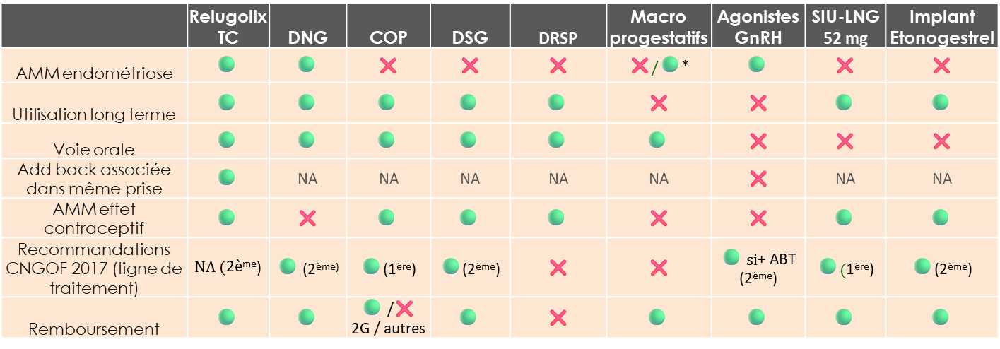 Relugolix TC DNG COP DSG DRSP Macro progestatifs Agonistes GnRH SIU-LNG 52 mg Implant Etonogestrel
AMM endométriose / *
Utilisation long terme
Voie orale
Add back associée dans même prise NA NA NA NA NA NA NA
AMM effet contraceptif
Recommandations CNGOF 2017 (ligne de traitement) NA (2ème) (2ème) (1ère) (2ème) si+ ABT (2ème) (1ère) (2ème)
Remboursement / 2G / autres